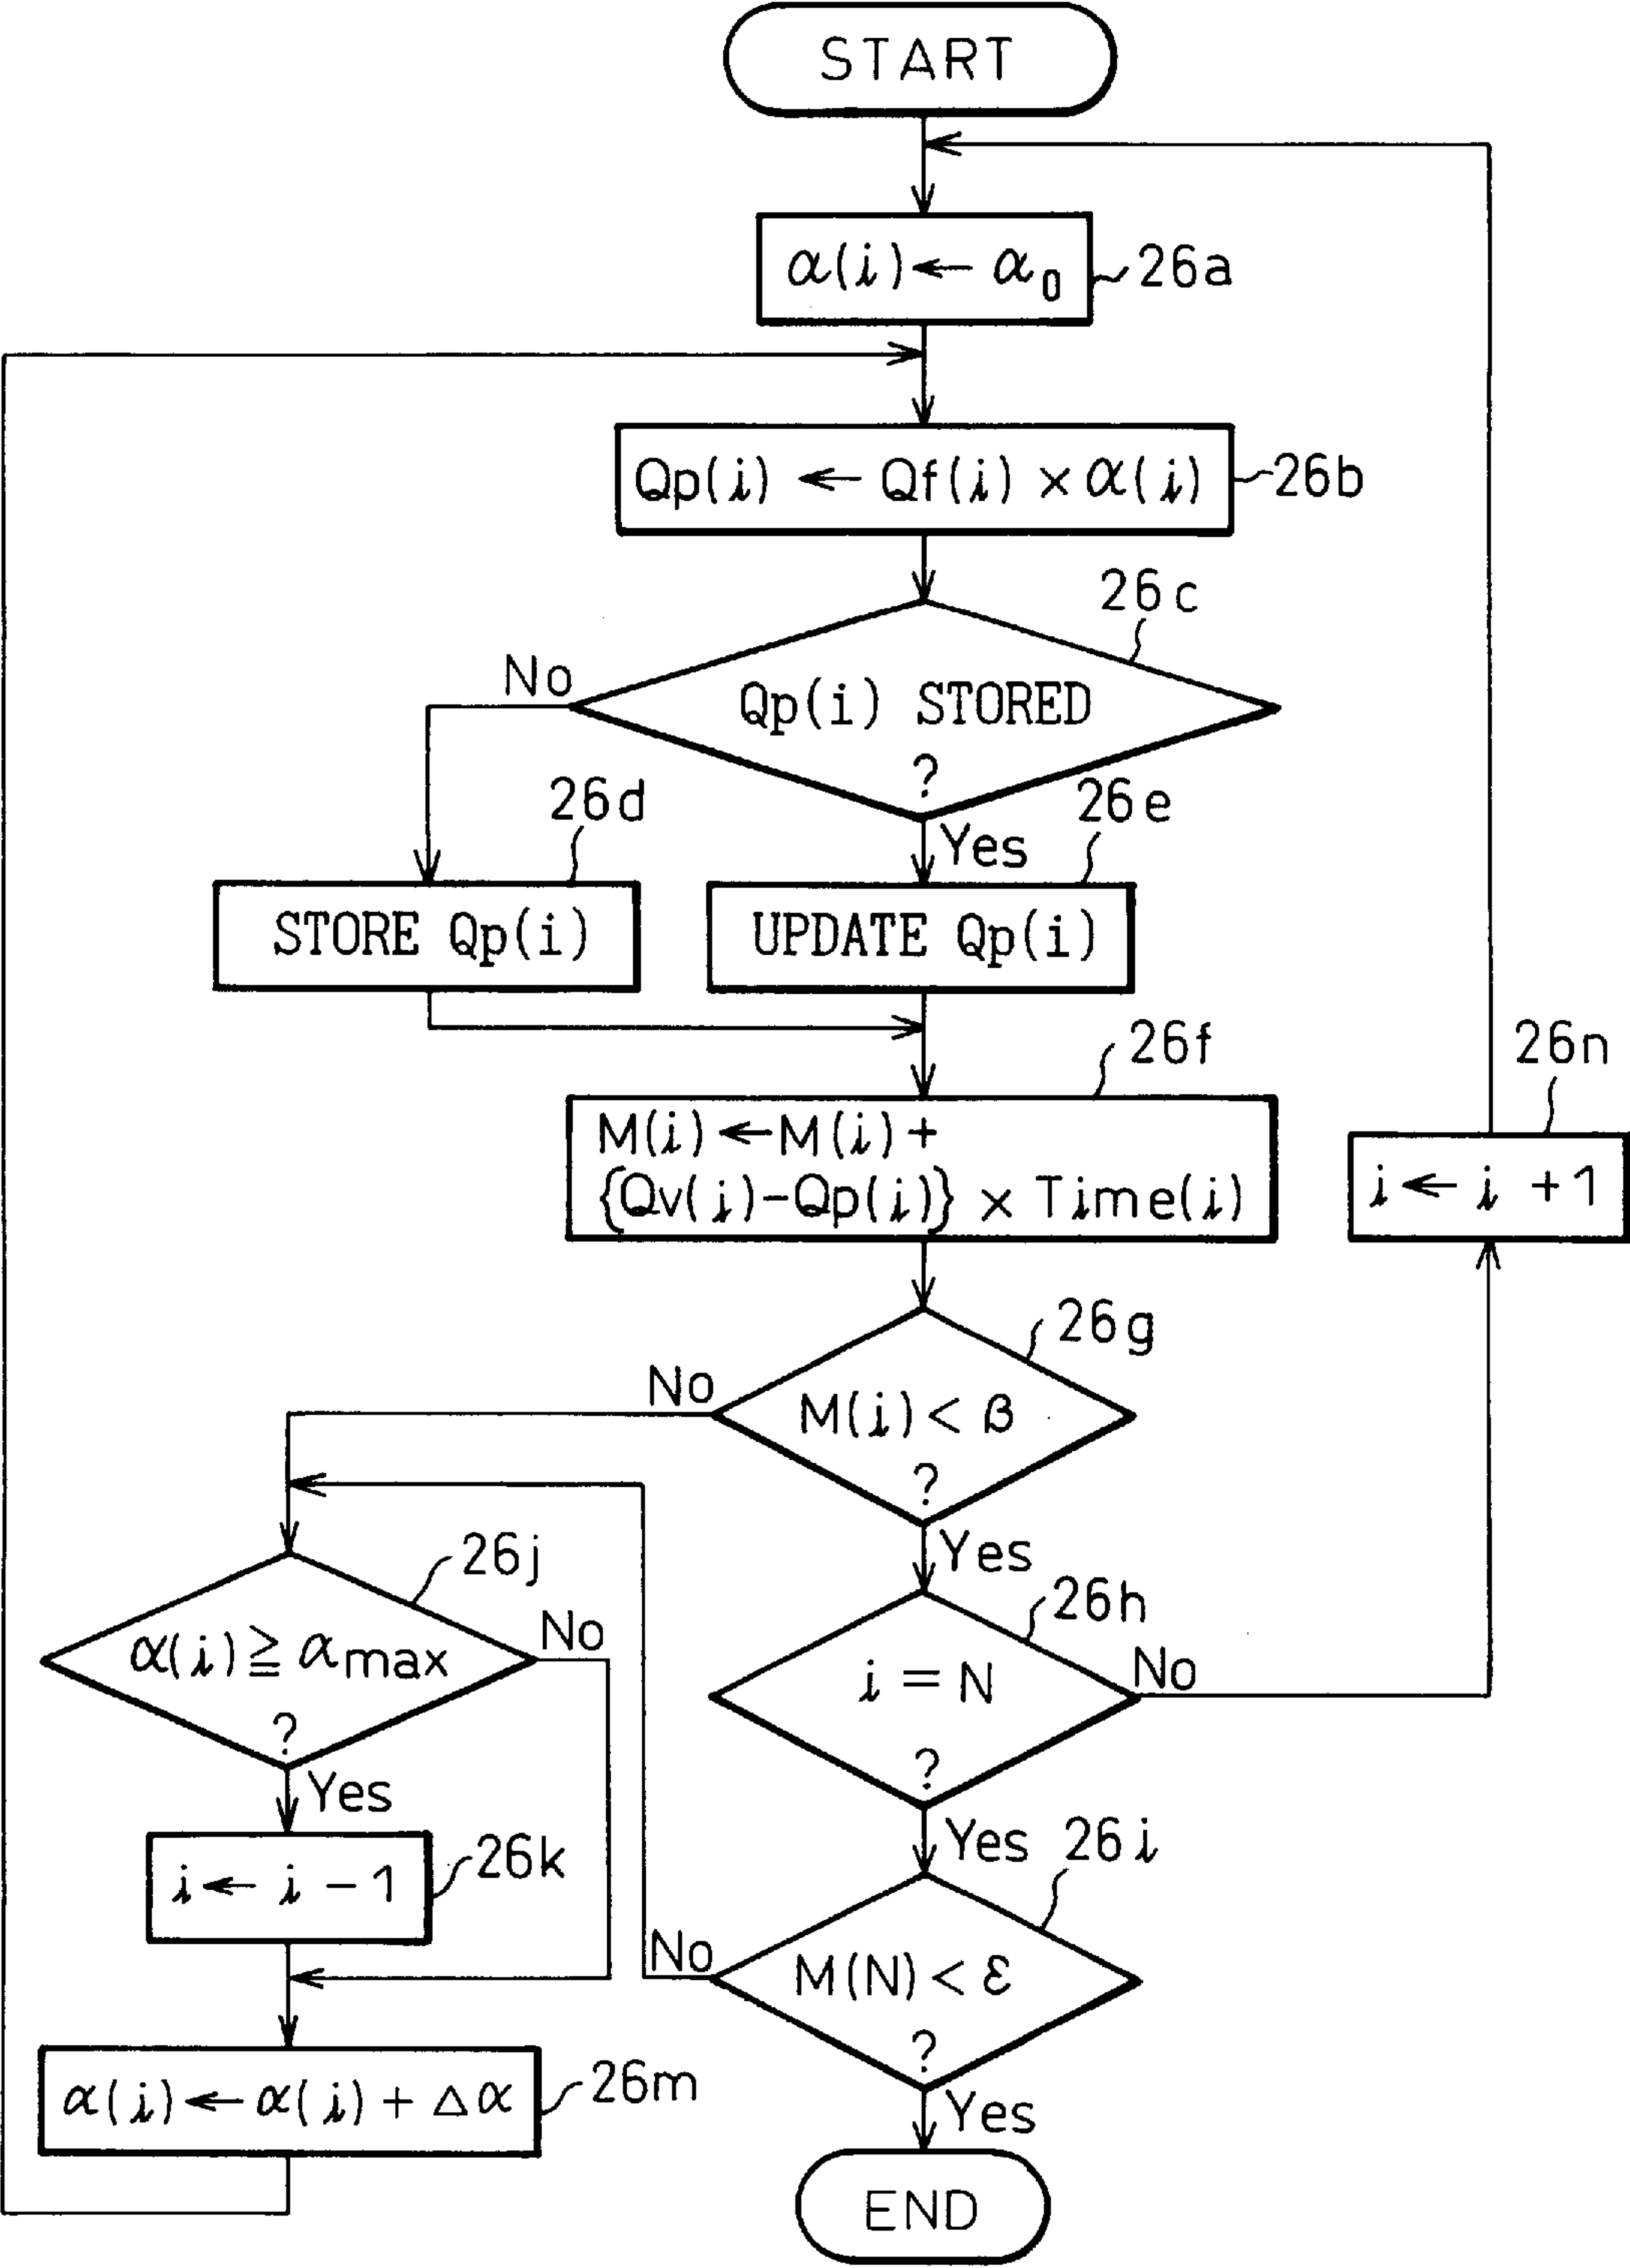 START
α(i) ← α₀
26a
Qp(i) ← Qf(i) × α(i)
26b
26c
No
Qp(i) STORED
?
26d
26e
Yes
STORE Qp(i)
UPDATE Qp(i)
26f
26n
M(i) ← M(i) +
{Qv(i) - Qp(i)} × Time(i)
i ← i + 1
26g
No
M(i) < β
?
Yes
26j
26h
α(i) ≧ αmax
No
i = N
No
?
?
Yes
Yes
26i
i ← i - 1
26k
No
M(N) < ε
?
α(i) ← α(i) + Δα
26m
Yes
END